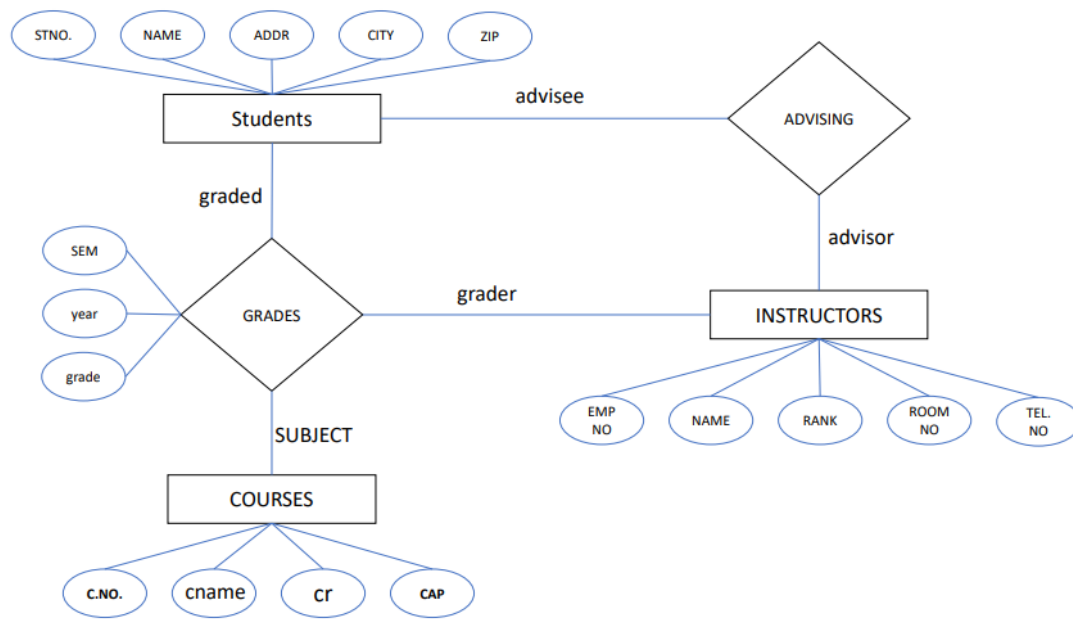 STNO.
NAME
ADDR
CITY
ZIP
advisee
Students
ADVISING
graded
SEM
advisor
year
GRADES
grader
INSTRUCTORS
grade
EMP
NO
NAME
RANK
ROOM
NO
TEL.
NO
SUBJECT
COURSES
C.NO.
cname
cr
CAP